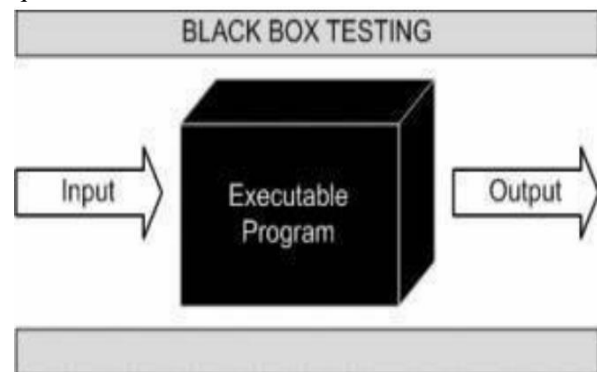 BLACK BOX TESTING
Input
Executable
Program
Output